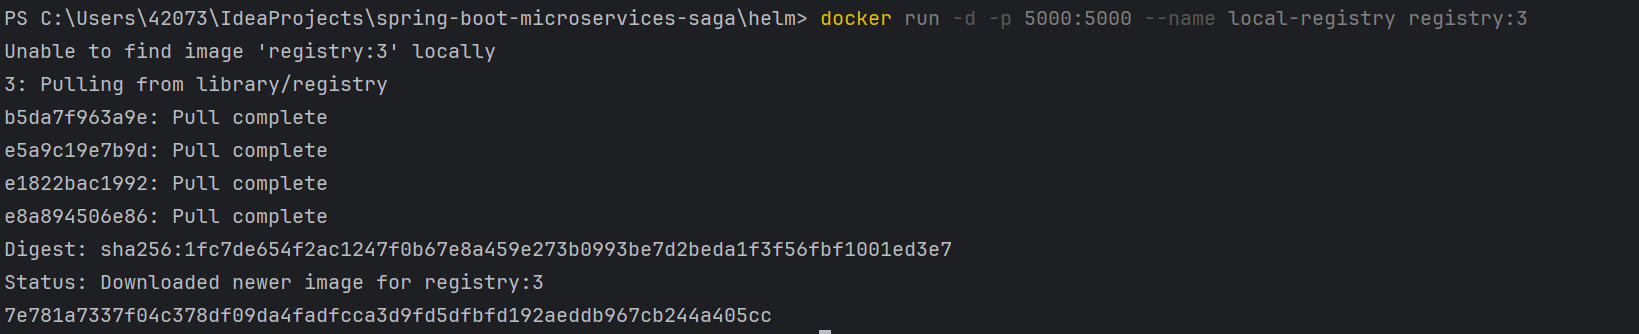 PS C:\Users\42073\IdeaProjects\spring-boot-microservices-saga\helm> docker run -d -p 5000:5000 --name local-registry registry:3
Unable to find image 'registry:3' locally
3: Pulling from library/registry
b5da7f963a9e: Pull complete
e5a9c19e7b9d: Pull complete
e1822bac1992: Pull complete
e8a894506e86: Pull complete
Digest: sha256:1fc7de654f2ac1247f0b67e8a459e273b0993be7d2beda1f3f56fbf1001ed3e7
Status: Downloaded newer image for registry:3
7e781a7337f04c378df09da4fadfcca3d9fd5dfbfd192aeddb967cb244a405cc